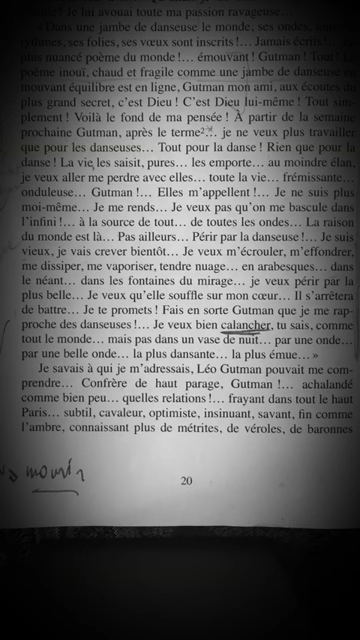 Je lui avouai toute ma passion ravageuse…
« Dans une jambe de danseuse le monde, ses ondes,
ses folies, ses vœux sont inscrits !… Jamais écrits !…
plus nuancé poème du monde !… émouvant ! Gutman ! Tout !
poème inouï, chaud et fragile comme une jambe de danseuse en
mouvant équilibre est en ligne, Gutman mon ami, aux écoutes du
plus grand secret, c’est Dieu ! C’est Dieu lui-même ! Tout sim-
plement ! Voilà le fond de ma pensée ! À partir de la semaine
prochaine Gutman, après le terme… je ne veux plus travailler
que pour les danseuses… Tout pour la danse ! Rien que pour la
danse ! La vie les saisit, pures… les emporte… au moindre élan,
je veux aller me perdre avec elles… toute la vie… frémissante…
onduleuse… Gutman !… Elles m’appellent !… Je ne suis plus
moi-même… Je me rends… Je veux pas qu’on me bascule dans
l’infini !… à la source de tout… de toutes les ondes… La raison
du monde est là… Pas ailleurs… Périr par la danseuse !… Je suis
vieux, je vais crever bientôt… Je veux m’écrouler, m’effondrer,
me dissiper, me vaporiser, tendre nuage… en arabesques… dans
le néant… dans les fontaines du mirage… je veux périr par la
plus belle… Je veux qu’elle souffle sur mon cœur… Il s’arrêtera
de battre… Je te promets ! Fais en sorte Gutman que je me rap-
proche des danseuses !… Je veux bien calancher, tu sais, comme
tout le monde… mais pas dans un vase de nuit… par une onde…
par une belle onde… la plus dansante… la plus émue… »
Je savais à qui je m’adressais, Léo Gutman pouvait me com-
prendre… Confrère de haut parage, Gutman !… achalandé
comme bien peu… quelles relations !… frayant dans tout le haut
Paris… subtil, cavaleur, optimiste, insinuant, savant, fin comme
l’ambre, connaissant plus de métrites, de véroles, de baronnes
mourir
20